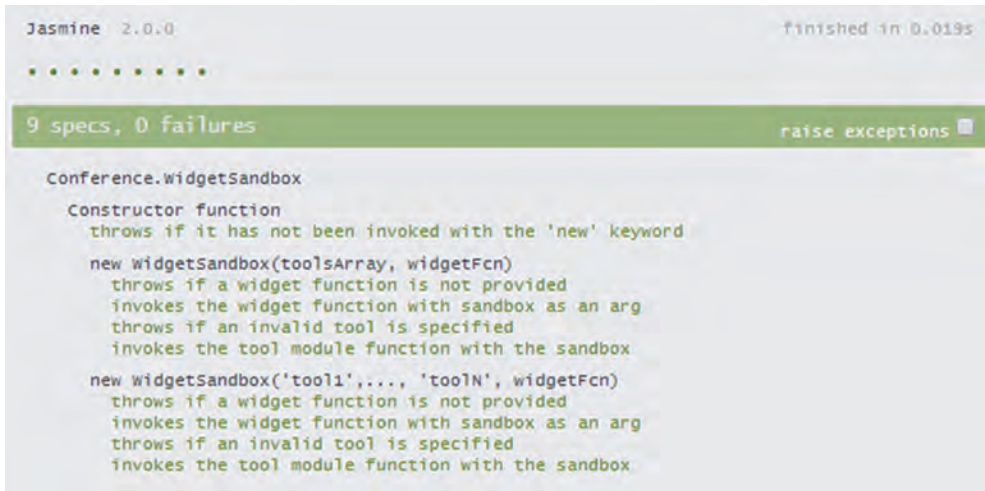 Jasmine 2.0.0 finished in 0.019s
9 specs, 0 failures raise exceptions
Conference.WidgetSandbox
Constructor function
throws if it has not been invoked with the 'new' keyword
new WidgetSandbox(toolsArray, widgetFcn)
throws if a widget function is not provided
invokes the widget function with sandbox as an arg
throws if an invalid tool is specified
invokes the tool module function with the sandbox
new WidgetSandbox('tool1',..., 'toolN', widgetFcn)
throws if a widget function is not provided
invokes the widget function with sandbox as an arg
throws if an invalid tool is specified
invokes the tool module function with the sandbox